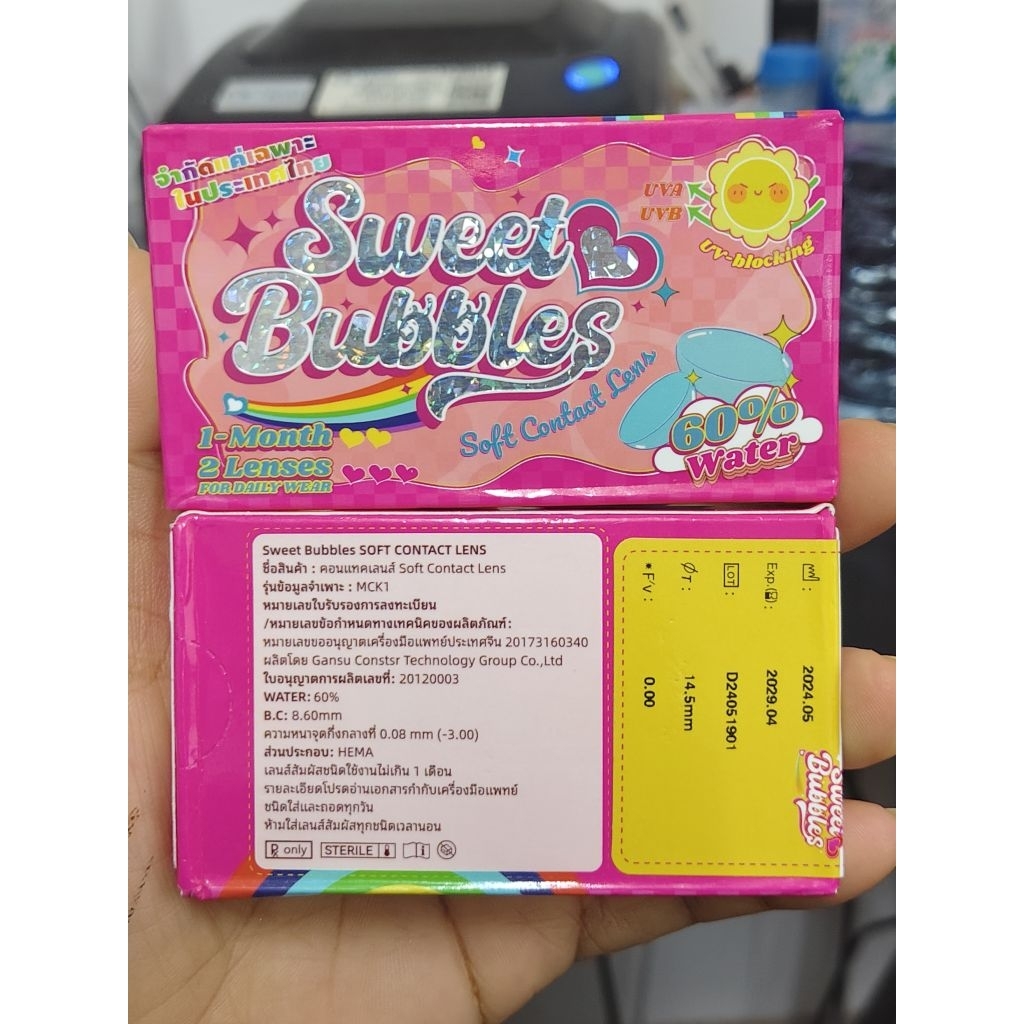 จำกัดแค่เฉพาะ
ในประเทศไทย
Sweet
Bubbles
Soft Contact Lens
UVA
UVB
UV-blocking
60%
Water
1-Month
2 Lenses
FOR DAILY WEAR
Sweet Bubbles SOFT CONTACT LENS
ชื่อสินค้า : คอนแทคเลนส์ Soft Contact Lens
รุ่นข้อมูลจำเพาะ : MCK1
หมายเลขใบรับรองการลงทะเบียน
/หมายเลขข้อกำหนดทางเทคนิคของผลิตภัณฑ์:
หมายเลขขออนุญาตเครื่องมือแพทย์ประเทศจีน 20173160340
ผลิตโดย Gansu Constsr Technology Group Co.,Ltd
ใบอนุญาตการผลิตเลขที่: 20120003
WATER: 60%
B.C: 8.60mm
ความหนาจุดกึ่งกลางที่ 0.08 mm (-3.00)
ส่วนประกอบ: HEMA
เลนส์สัมผัสชนิดใช้งานไม่เกิน 1 เดือน
รายละเอียดโปรดอ่านเอกสารกำกับเครื่องมือแพทย์
ชนิดใส่และถอดทุกวัน
ห้ามใส่เลนส์สัมผัสทุกชนิดเวลานอน
Rx only STERILE
: 2024.05
Exp. : 2029.04
LOT : D24051901
ØT : 14.5mm
*F'v : 0.00
Sweet
Bubbles